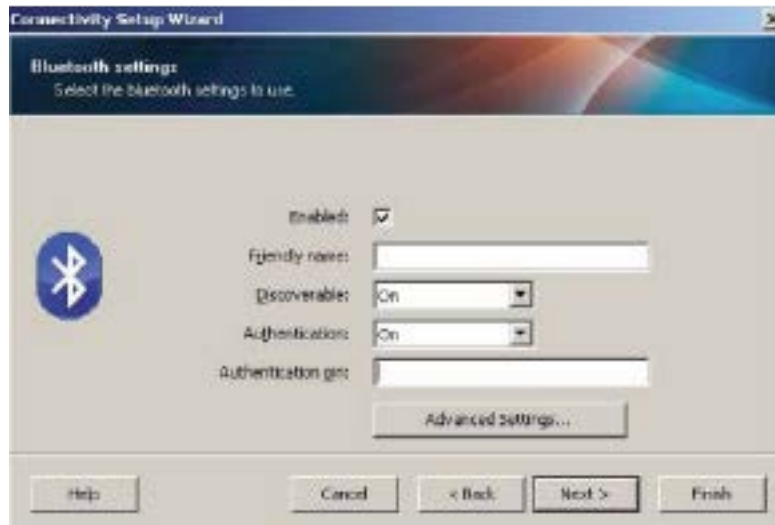 Connectivity Setup Wizard
Bluetooth settings
Select the bluetooth settings to use.
Enabled:
Friendly name:
Discoverable: On
Authentication: On
Authentication pin:
Advanced Settings...
Help Cancel < Back Next > Finish